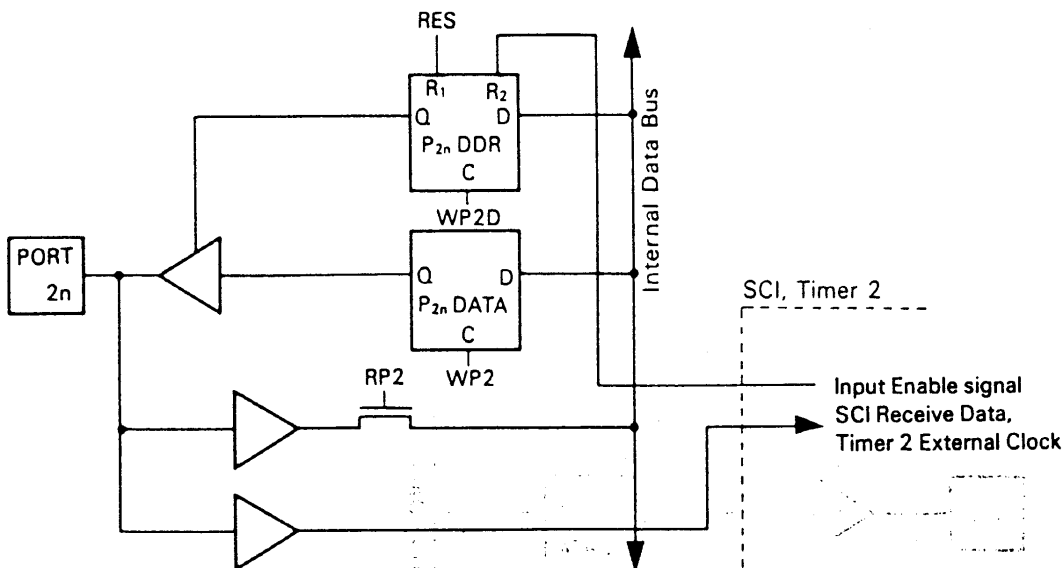 RES
R₁ R₂
Q D
P₂ₙ DDR
C
WP2D
Internal Data Bus
PORT
2n
Q D
P₂ₙ DATA
C
WP2
RP2
SCI, Timer 2
Input Enable signal
SCI Receive Data,
Timer 2 External Clock